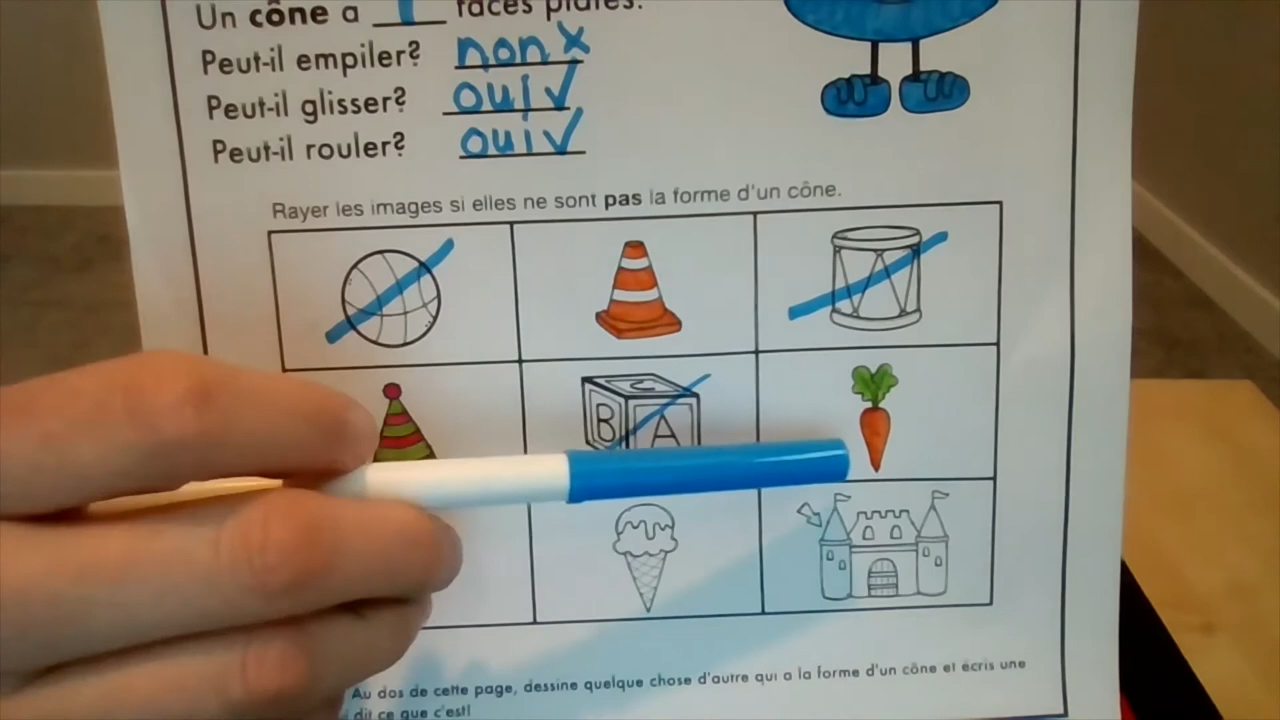 Un cône a 1 faces plates.
Peut-il empiler? non x
Peut-il glisser? oui ✓
Peut-il rouler? oui ✓
Rayer les images si elles ne sont pas la forme d'un cône.
B A C
Au dos de cette page, dessine quelque chose d'autre qui a la forme d'un cône et écris une
dit ce que c'est!